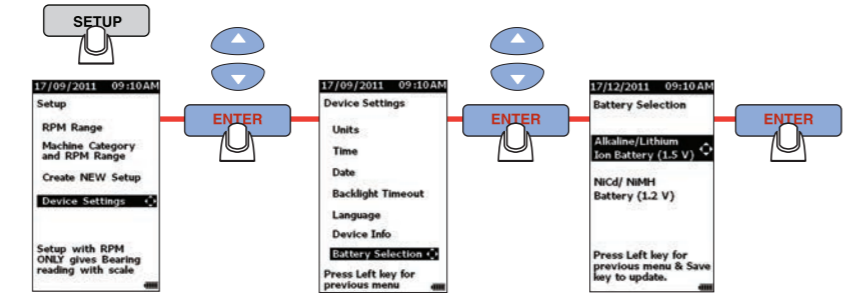 SETUP
17/09/2011 09:10AM
Setup
RPM Range
Machine Category
and RPM Range
Create NEW Setup
Device Settings
Setup with RPM
ONLY gives Bearing
reading with scale
ENTER
17/09/2011 09:10AM
Device Settings
Units
Time
Date
Backlight Timeout
Language
Device Info
Battery Selection
Press Left key for
previous menu
ENTER
17/12/2011 09:10AM
Battery Selection
Alkaline/Lithium
Ion Battery (1.5 V)
NiCd/ NiMH
Battery (1.2 V)
Press Left key for
previous menu & Save
key to update.
ENTER